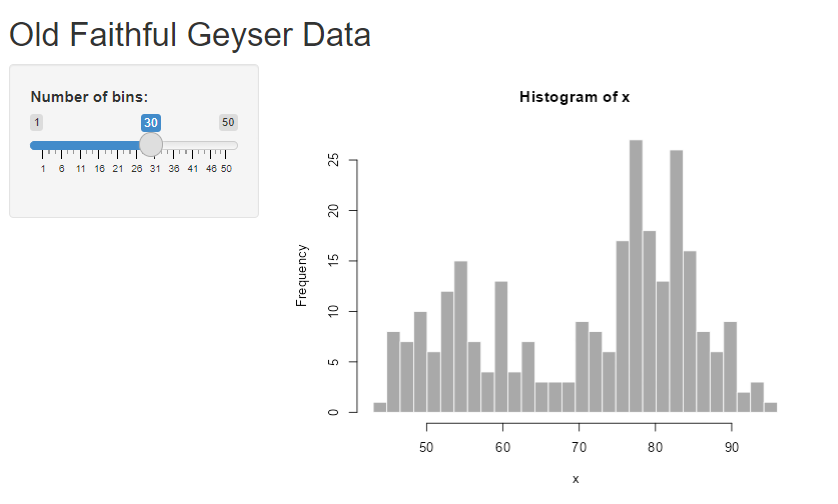 Old Faithful Geyser Data
Number of bins:
1 30 50
1 6 11 16 21 26 31 36 41 46 50
Histogram of x
Frequency
25
20
15
10
5
0
50 60 70 80 90
x